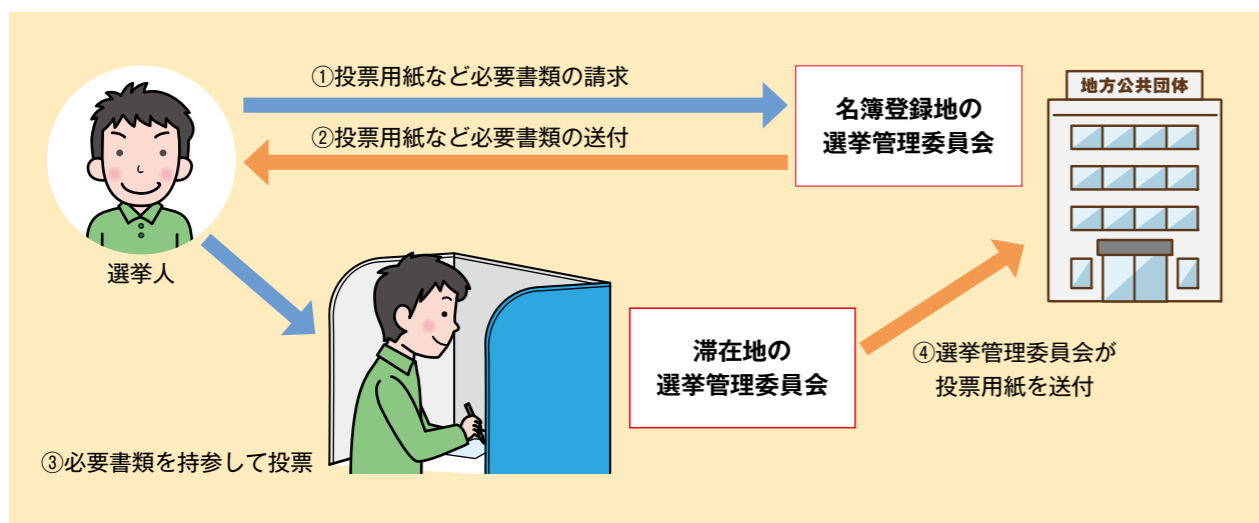 ①投票用紙など必要書類の請求
②投票用紙など必要書類の送付
名簿登録地の
選挙管理委員会
地方公共団体
選挙人
滞在地の
選挙管理委員会
④選挙管理委員会が
投票用紙を送付
③必要書類を持参して投票